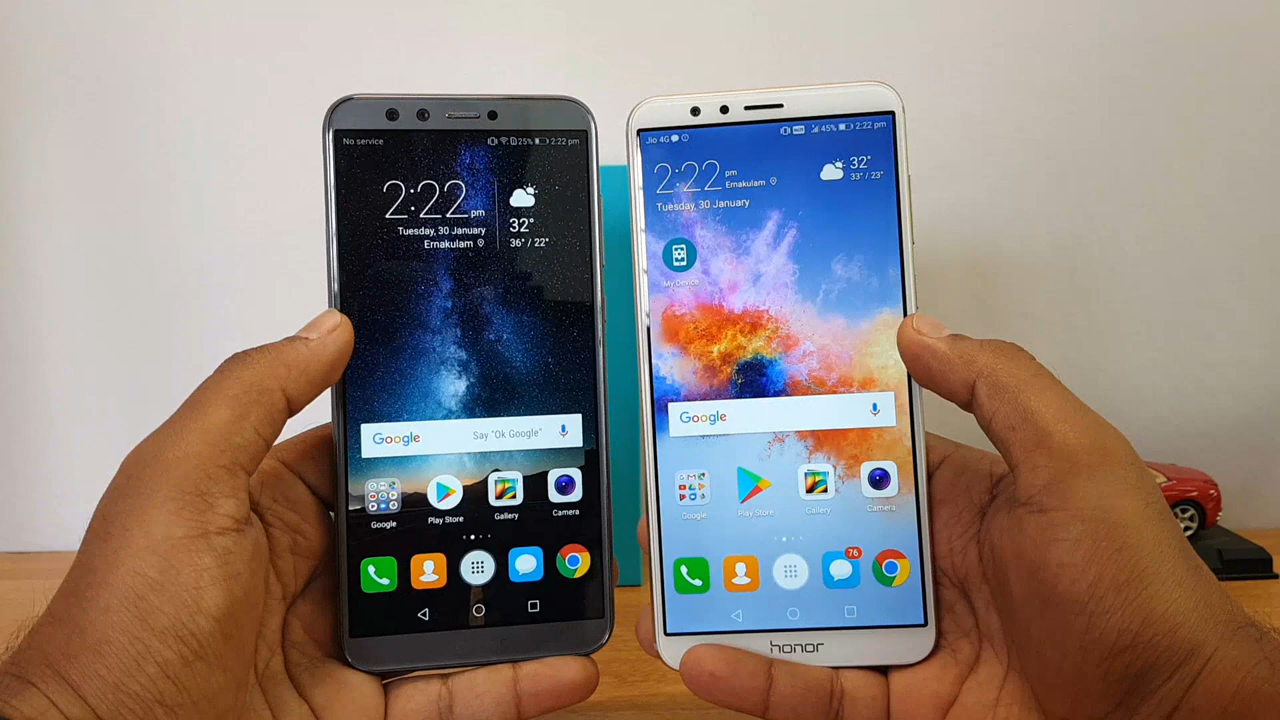 No service
25% 2:22 pm
2:22 pm
Tuesday, 30 January
Ernakulam
32°
36° / 22°
Google Say "Ok Google"
Google
Play Store
Gallery
Camera
Jio 4G
45% 2:22 pm
2:22 pm
Ernakulam
Tuesday, 30 January
32°
33° / 23°
My Device
Google
Google
Play Store
Gallery
Camera
76
honor